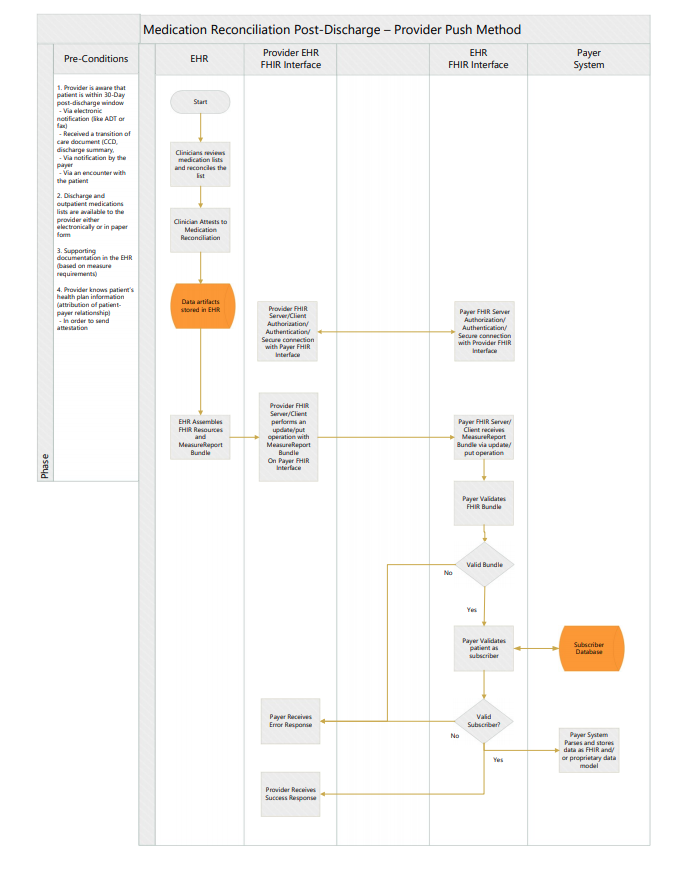 Medication Reconciliation Post-Discharge – Provider Push Method
Pre-Conditions
EHR
Provider EHR
FHIR Interface
EHR
FHIR Interface
Payer
System
Phase
1. Provider is aware that
patient is within 30-Day
post-discharge window
- Via electronic
notification (like ADT or
fax)
- Received a transition of
care document (CCD,
discharge summary,
- Via notification by the
payer
- Via an encounter with
the patient
2. Discharge and
outpatient medications
lists are available to the
provider either
electronically or in paper
form
3. Supporting
documentation in the EHR
(based on measure
requirements)
4. Provider knows patient's
health plan information
(attribution of patient-
payer relationship)
- In order to send
attestation
Start
Clinicians reviews
medication lists
and reconciles the
list
Clinician Attests to
Medication
Reconciliation
Data artifacts
stored in EHR
Provider FHIR
Server/Client
Authorization/
Authentication/
Secure connection
with Payer FHIR
Interface
Payer FHIR Server
Authorization/
Authentication/
Secure connection
with Provider FHIR
Interface
EHR Assembles
FHIR Resources
and
MeasureReport
Bundle
Provider FHIR
Server/Client
performs an
update/put
operation with
MeasureReport
Bundle
On Payer FHIR
Interface
Payer FHIR Server/
Client receives
MeasureReport
Bundle via update/
put operation
Payer Validates
FHIR Bundle
Valid Bundle
No
Yes
Payer Validates
patient as
subscriber
Subscriber
Database
Payer Receives
Error Response
Valid
Subscriber?
No
Yes
Payer System
Parses and stores
data as FHIR and/
or proprietary data
model
Provider Receives
Success Response